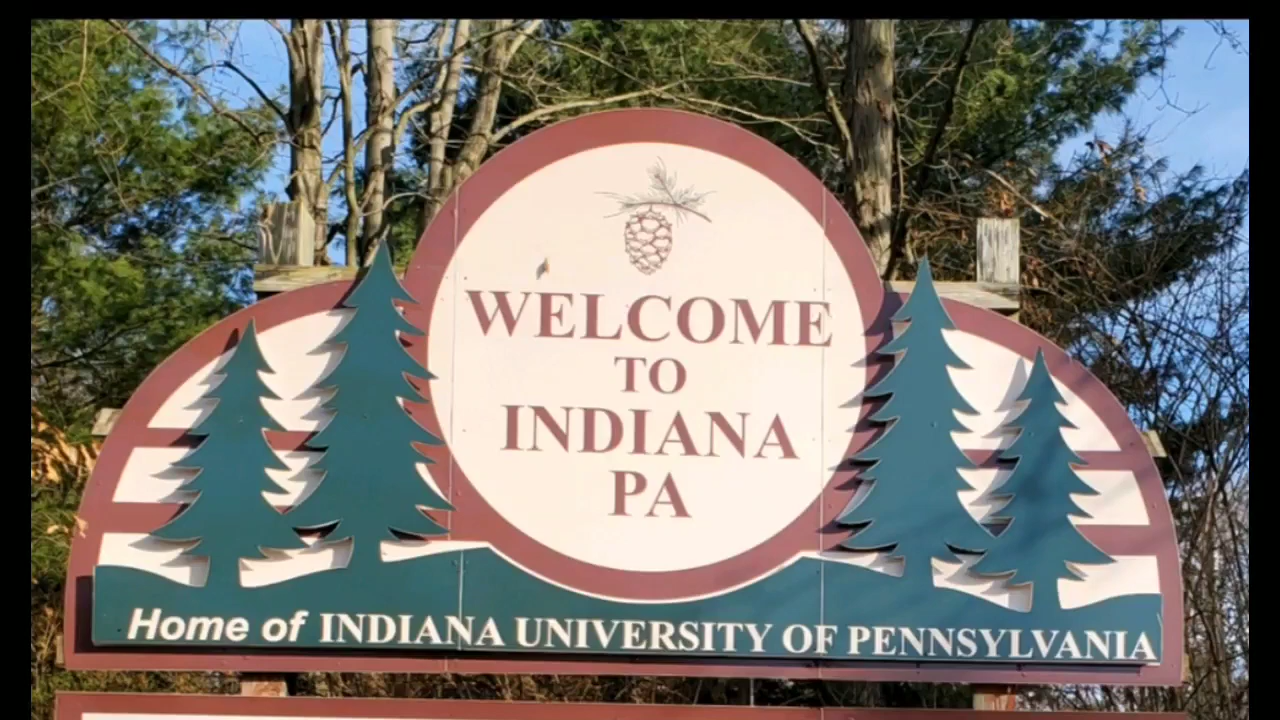 WELCOME
TO
INDIANA
PA
Home of INDIANA UNIVERSITY OF PENNSYLVANIA